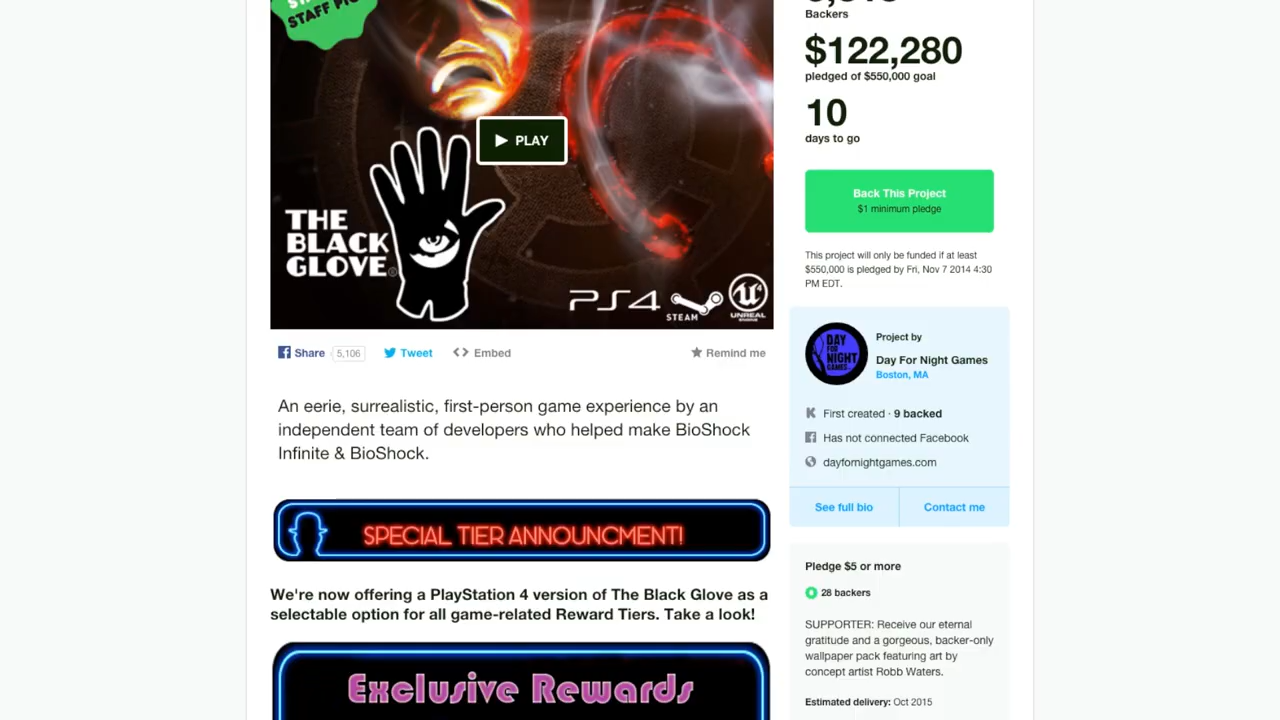 STAFF PIC
Backers
$122,280
pledged of $550,000 goal
10
days to go
PLAY
Back This Project
$1 minimum pledge
THE
BLACK
GLOVE
PS4
STEAM
UNREAL
This project will only be funded if at least
$550,000 is pledged by Fri, Nov 7 2014 4:30
PM EDT.
Share 5,106 Tweet Embed Remind me
DAY
FOR
NIGHT
GAMES
Project by
Day For Night Games
Boston, MA
First created · 9 backed
Has not connected Facebook
dayfornightgames.com
See full bio Contact me
An eerie, surrealistic, first-person game experience by an
independent team of developers who helped make BioShock
Infinite & BioShock.
SPECIAL TIER ANNOUNCMENT!
We're now offering a PlayStation 4 version of The Black Glove as a
selectable option for all game-related Reward Tiers. Take a look!
Exclusive Rewards
Pledge $5 or more
28 backers
SUPPORTER: Receive our eternal
gratitude and a gorgeous, backer-only
wallpaper pack featuring art by
concept artist Robb Waters.
Estimated delivery: Oct 2015